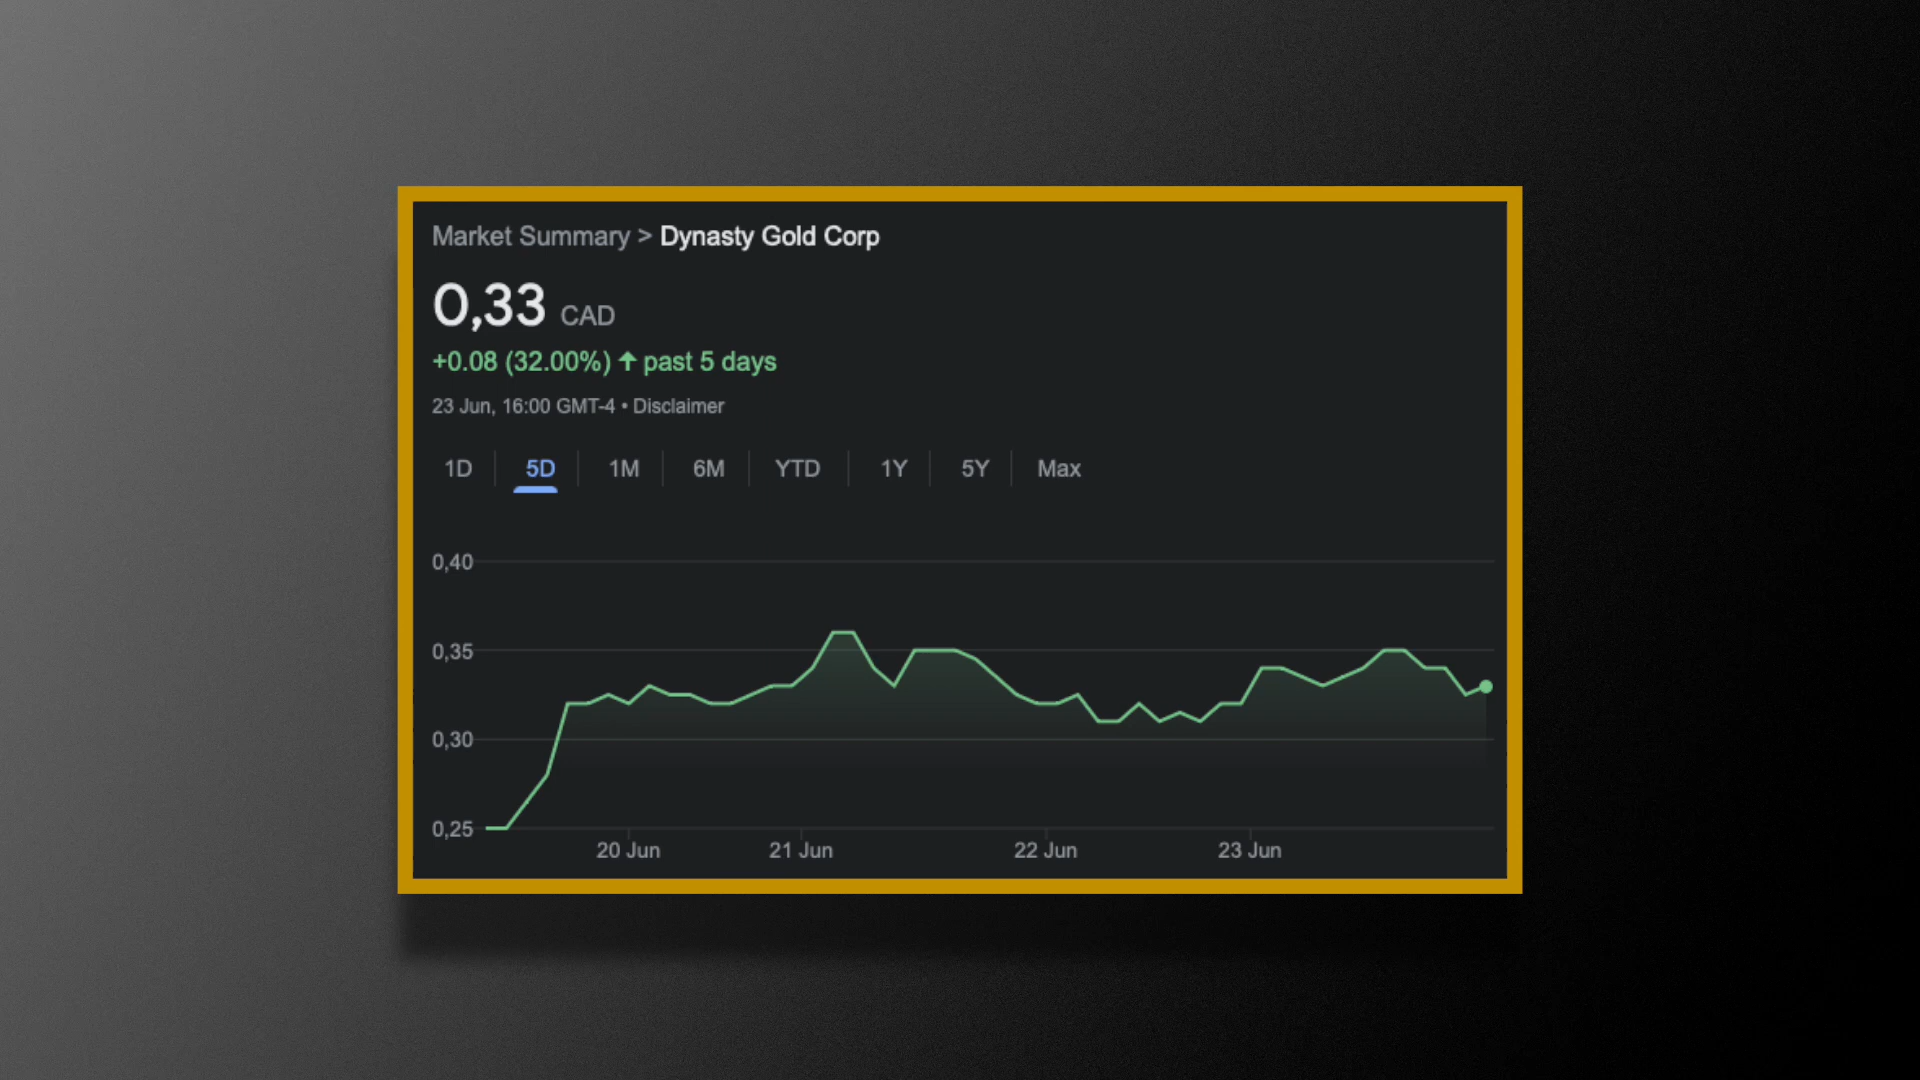 Market Summary > Dynasty Gold Corp
0,33 CAD
+0.08 (32.00%) ↑ past 5 days
23 Jun, 16:00 GMT-4 • Disclaimer
1D 5D 1M 6M YTD 1Y 5Y Max
0,40
0,35
0,30
0,25
20 Jun 21 Jun 22 Jun 23 Jun